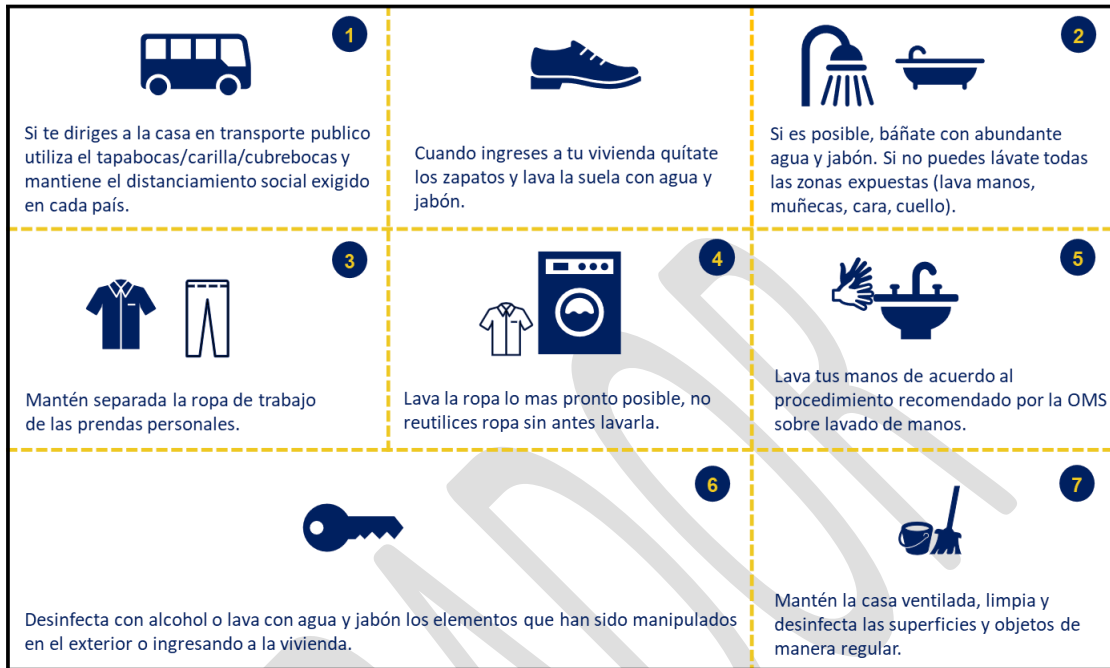 1
Si te diriges a la casa en transporte publico
utiliza el tapabocas/carilla/cubrebocas y
mantiene el distanciamiento social exigido
en cada país.
Cuando ingreses a tu vivienda quítate
los zapatos y lava la suela con agua y
jabón.
2
Si es posible, báñate con abundante
agua y jabón. Si no puedes lávate todas
las zonas expuestas (lava manos,
muñecas, cara, cuello).
3
Mantén separada la ropa de trabajo
de las prendas personales.
4
Lava la ropa lo mas pronto posible, no
reutilices ropa sin antes lavarla.
5
Lava tus manos de acuerdo al
procedimiento recomendado por la OMS
sobre lavado de manos.
6
Desinfecta con alcohol o lava con agua y jabón los elementos que han sido manipulados
en el exterior o ingresando a la vivienda.
7
Mantén la casa ventilada, limpia y
desinfecta las superficies y objetos de
manera regular.